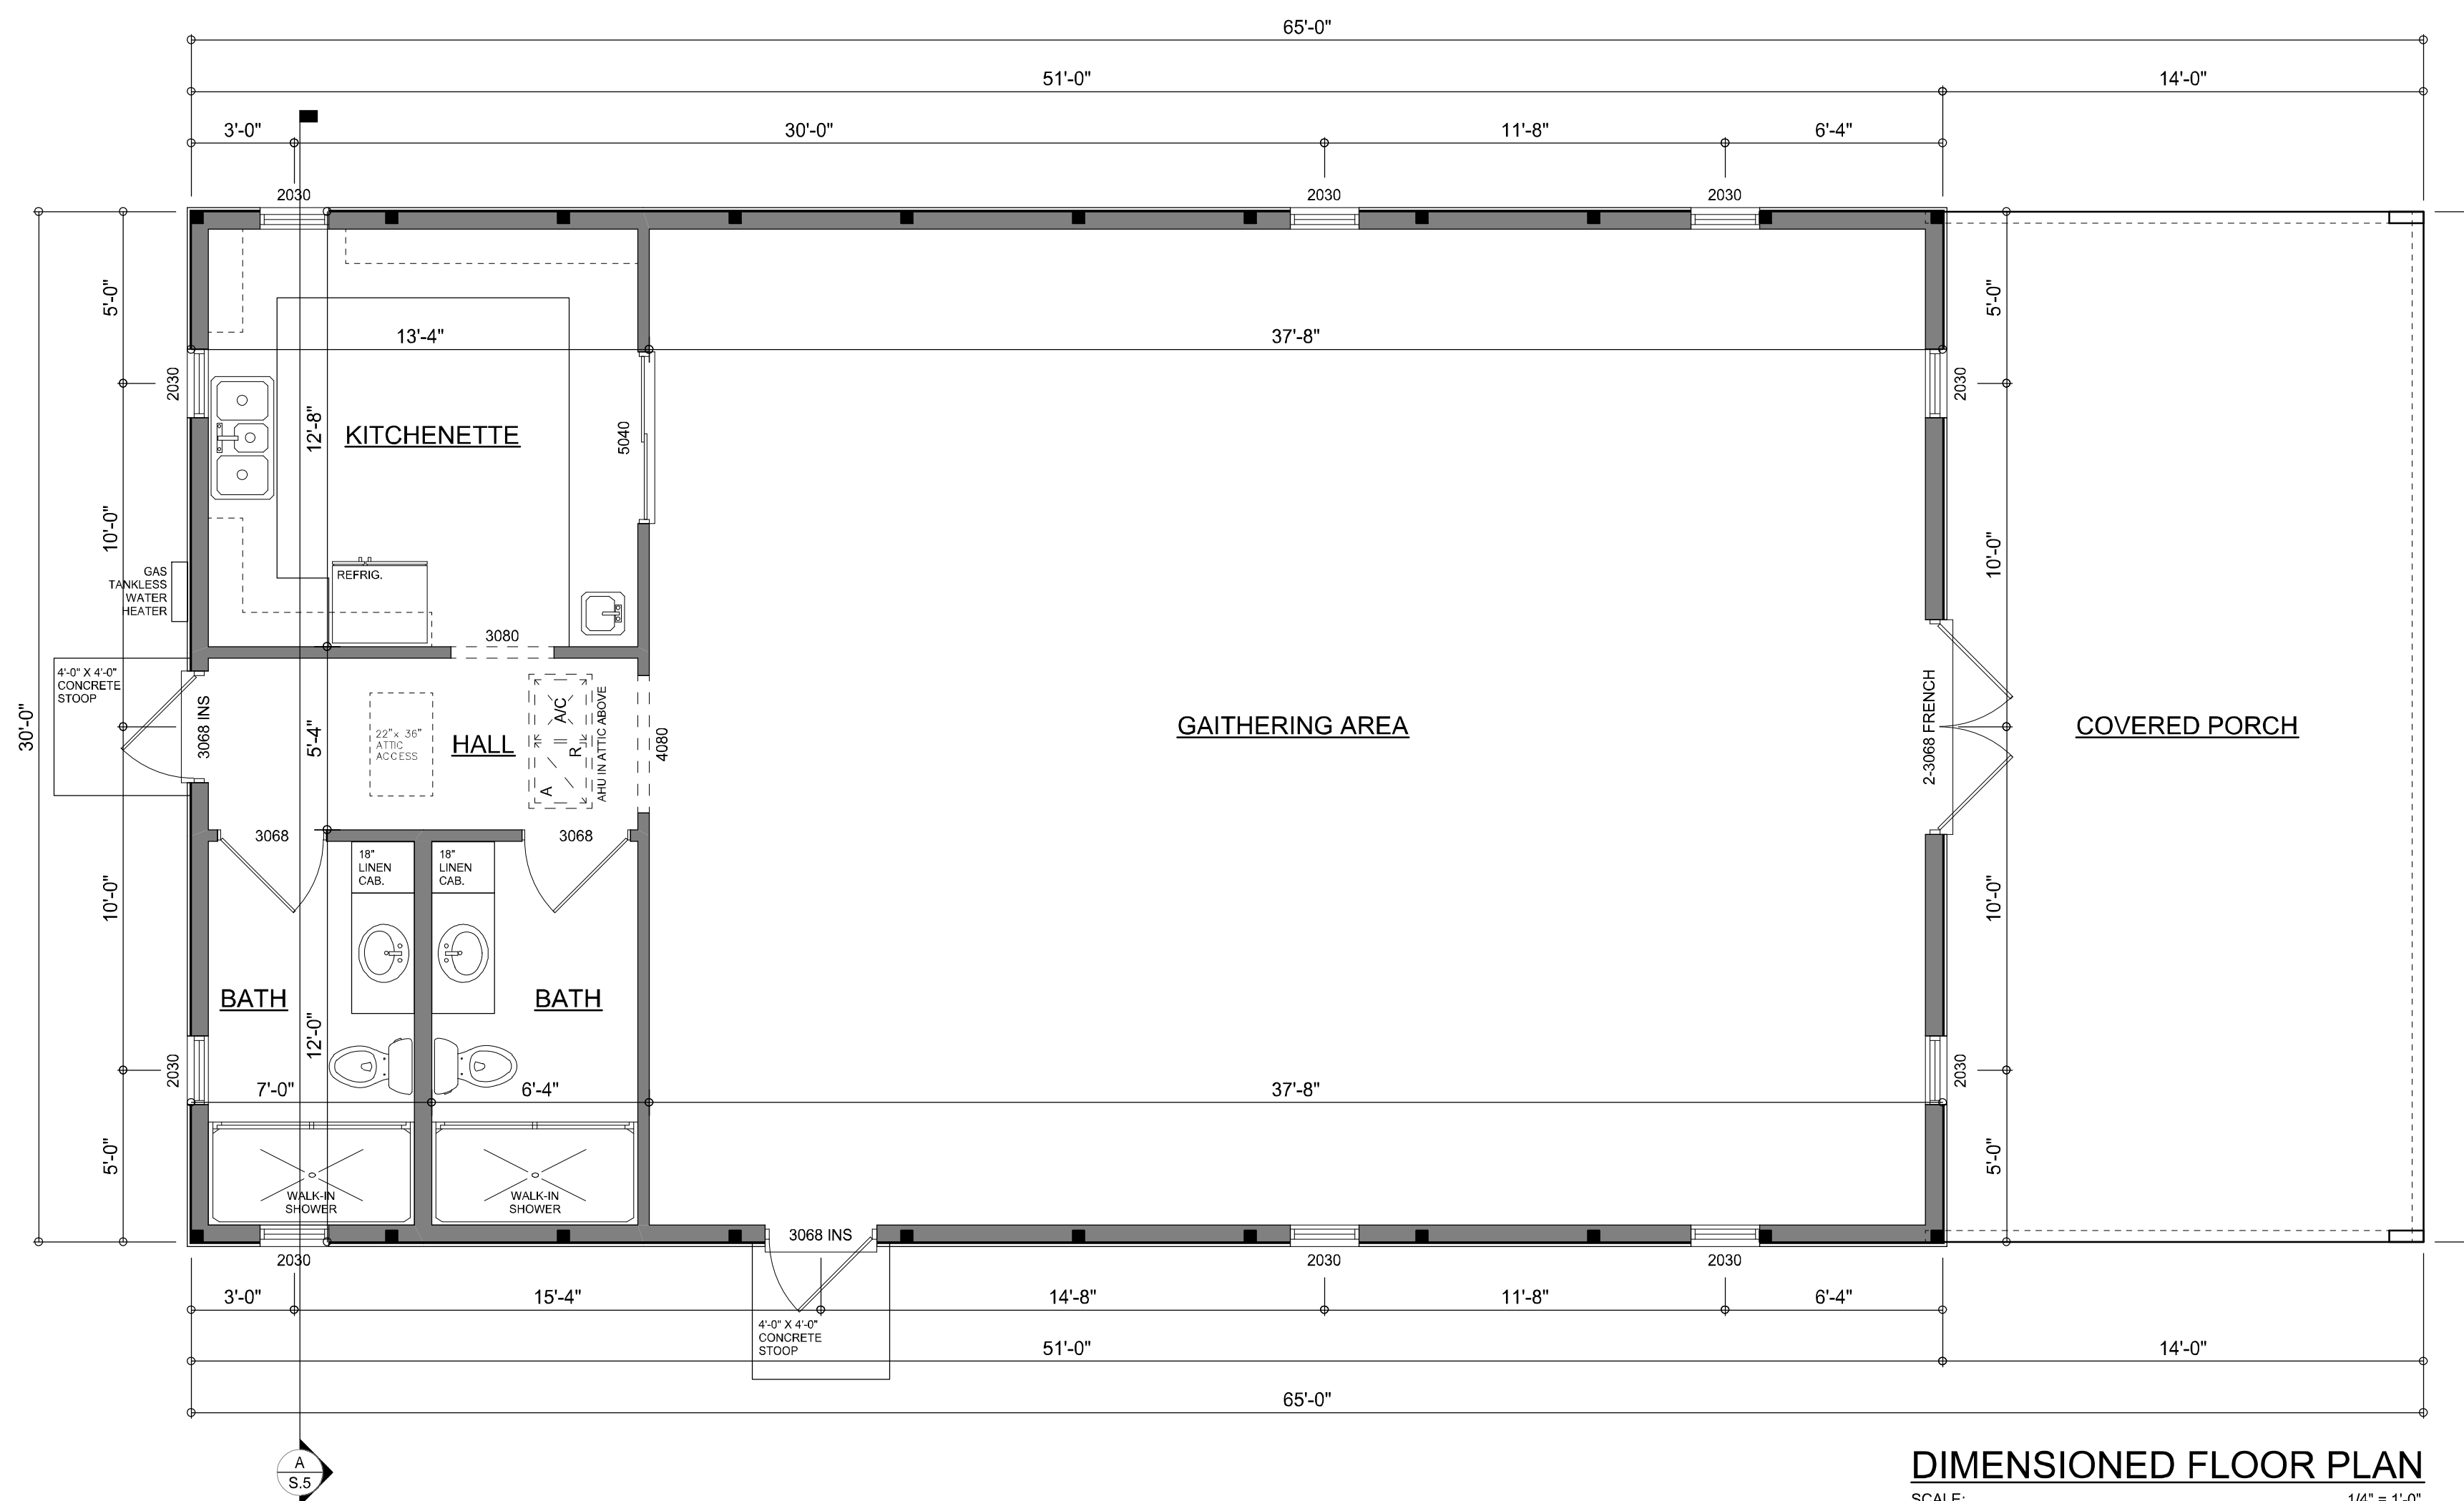 65'-0"
51'-0" 14'-0"
3'-0" 30'-0" 11'-8" 6'-4"
2030 2030 2030
5'-0"
13'-4" 37'-8"
5'-0"
2030
12'-8"
KITCHENETTE
5040
2030
10'-0"
GAS
TANKLESS
WATER
HEATER
REFRIG.
3080
10'-0"
4'-0" X 4'-0"
CONCRETE
STOOP
30'-0"
3068 INS
5'-4"
22"x 36"
ATTIC
ACCESS
HALL
A/C
R
A
AHU IN ATTIC ABOVE
4080
GAITHERING AREA
2-3068 FRENCH
COVERED PORCH
3068 3068
18"
LINEN
CAB.
18"
LINEN
CAB.
10'-0"
10'-0"
BATH BATH
12'-0"
2030
2030
7'-0" 6'-4" 37'-8"
5'-0"
5'-0"
WALK-IN
SHOWER
WALK-IN
SHOWER
3068 INS
2030 2030 2030
3'-0" 15'-4" 14'-8" 11'-8" 6'-4"
4'-0" X 4'-0"
CONCRETE
STOOP
51'-0" 14'-0"
65'-0"
A
S.5
DIMENSIONED FLOOR PLAN
SCALE: 1/4" = 1'-0"